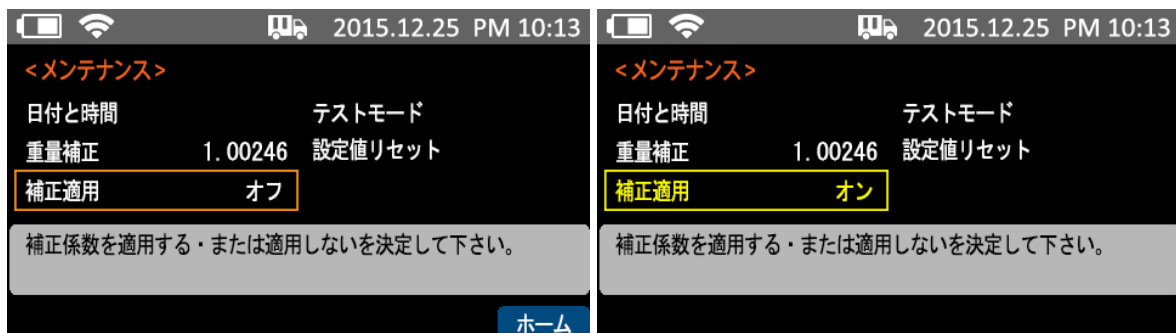 2015.12.25 PM 10:13
<メンテナンス>
日付と時間 テストモード
重量補正 1.00246 設定値リセット
補正適用 オフ
補正係数を適用する・または適用しないを決定して下さい。
ホーム
2015.12.25 PM 10:13
<メンテナンス>
日付と時間 テストモード
重量補正 1.00246 設定値リセット
補正適用 オン
補正係数を適用する・または適用しないを決定して下さい。